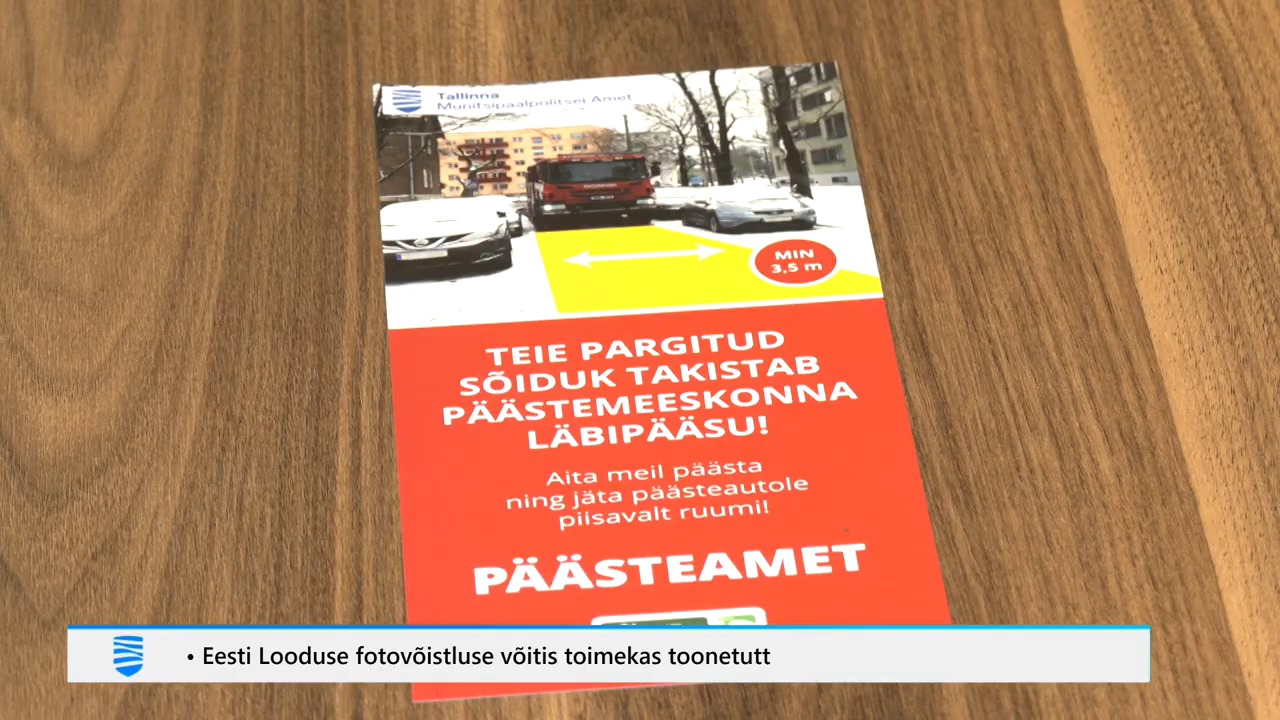 Tallinna
Munitsipaalpolitsei Amet
MIN
3,5 m
TEIE PARGITUD
SÕIDUK TAKISTAB
PÄÄSTEMEESKONNA
LÄBIPÄÄSU!
Aita meil päästa
ning jäta päästeautole
piisavalt ruumi!
PÄÄSTEAMET
• Eesti Looduse fotovõistluse võitis toimekas toonetutt